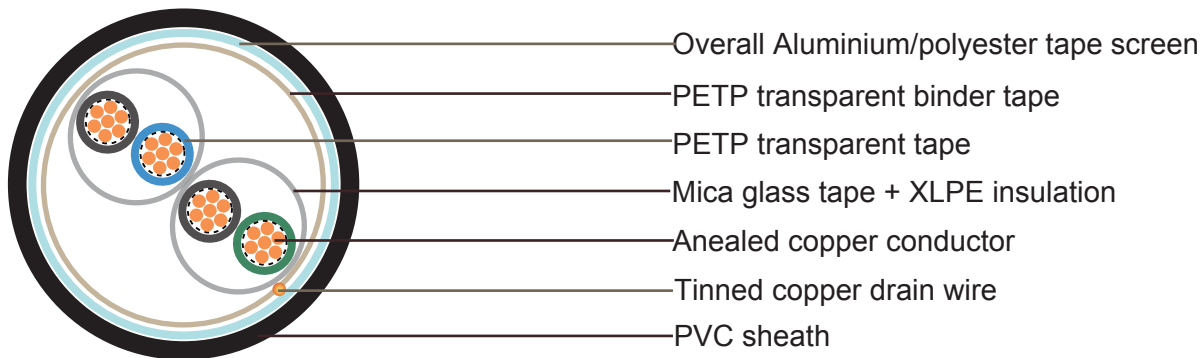 Overall Aluminium/polyester tape screen
PETP transparent binder tape
PETP transparent tape
Mica glass tape + XLPE insulation
Anealed copper conductor
Tinned copper drain wire
PVC sheath